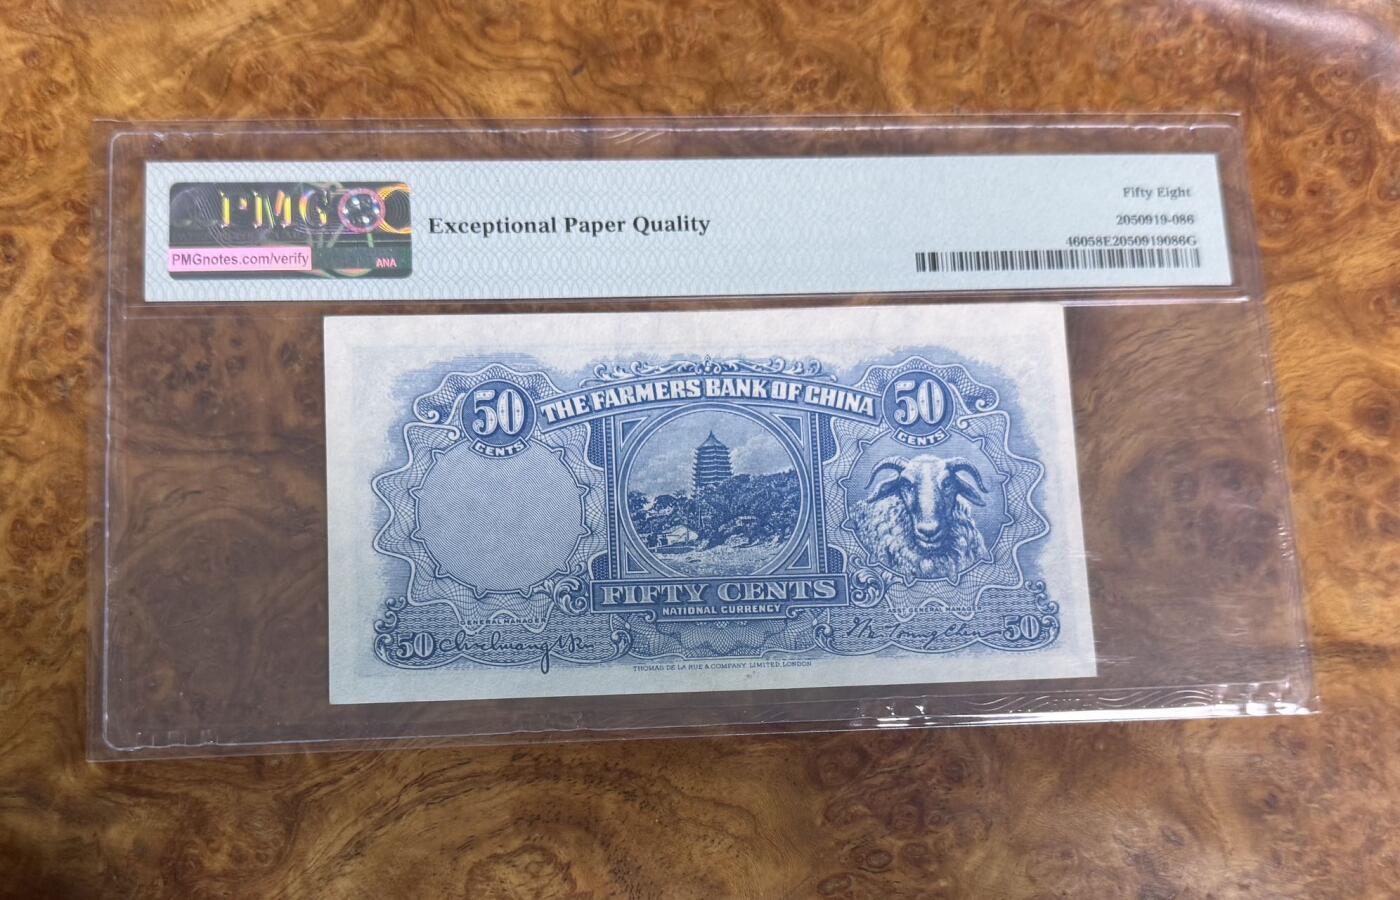 PMG
PMGnotes.com/verify
ANA
Exceptional Paper Quality
Fifty Eight
2050919-086
46058E2050919086G
THE FARMERS BANK OF CHINA
50
CENTS
50
CENTS
FIFTY CENTS
NATIONAL CURRENCY
GENERAL MANAGER
ASST GENERAL MANAGER
50
50
THOMAS DE LA RUE & COMPANY, LIMITED, LONDON